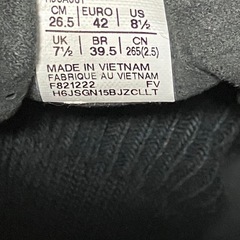 CM EURO US
26.5 42 8½
UK BR CN
7½ 39.5 265(2.5)
MADE IN VIETNAM
FABRIQUE AU VIETNAM
F821222 FV
H6JSGN15BJZCLLT